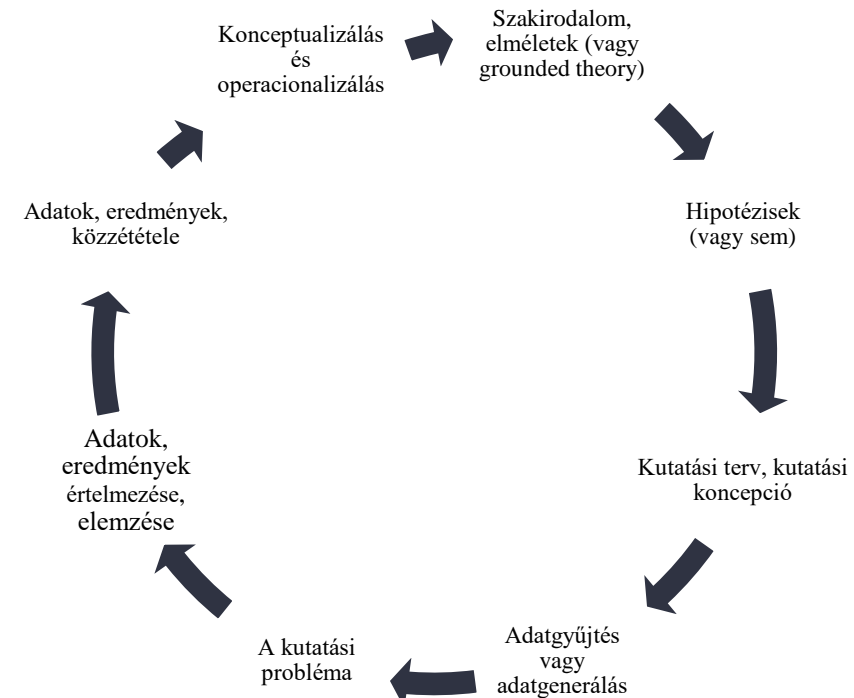 Konceptualizálás
és
operacionalizálás
Szakirodalom,
elméletek (vagy
grounded theory)
Hipotézisek
(vagy sem)
Kutatási terv, kutatási
koncepció
Adatgyűjtés
vagy
adatgenerálás
A kutatási
probléma
Adatok,
eredmények
értelmezése,
elemzése
Adatok, eredmények,
közzététele